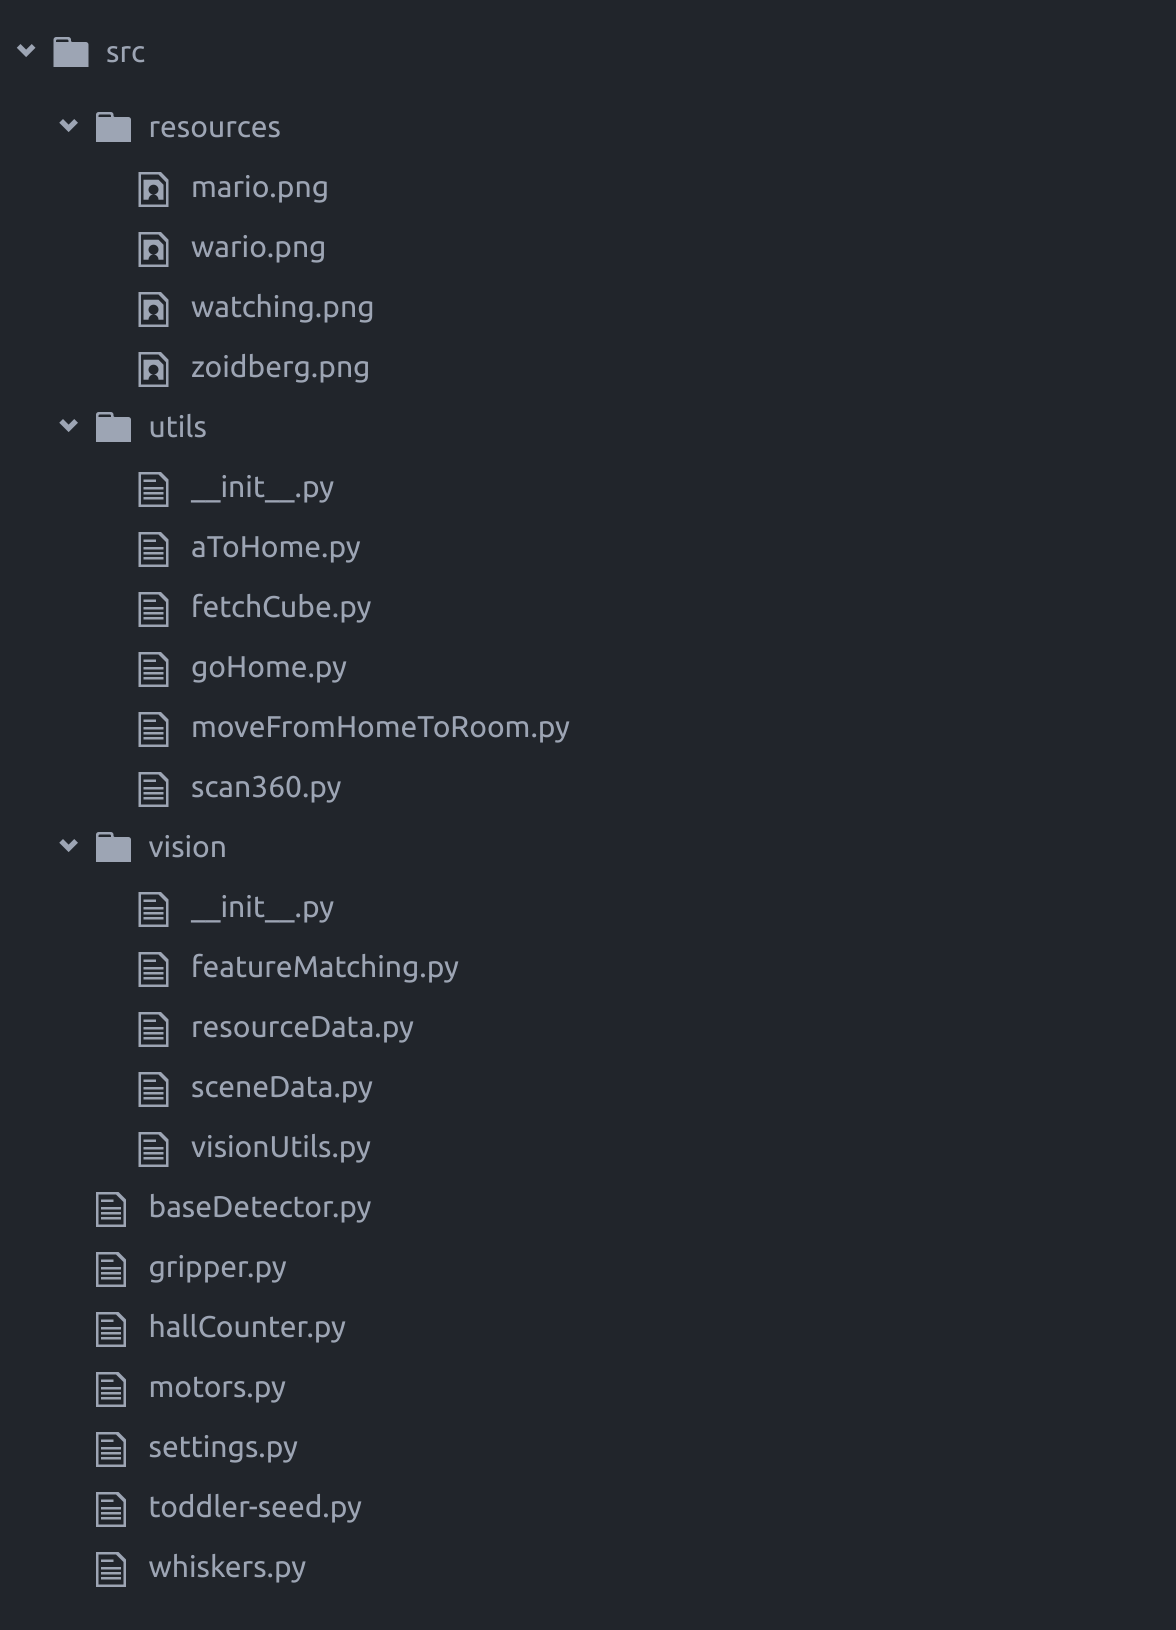 src
resources
mario.png
wario.png
watching.png
zoidberg.png
utils
__init__.py
aToHome.py
fetchCube.py
goHome.py
moveFromHomeToRoom.py
scan360.py
vision
__init__.py
featureMatching.py
resourceData.py
sceneData.py
visionUtils.py
baseDetector.py
gripper.py
hallCounter.py
motors.py
settings.py
toddler-seed.py
whiskers.py